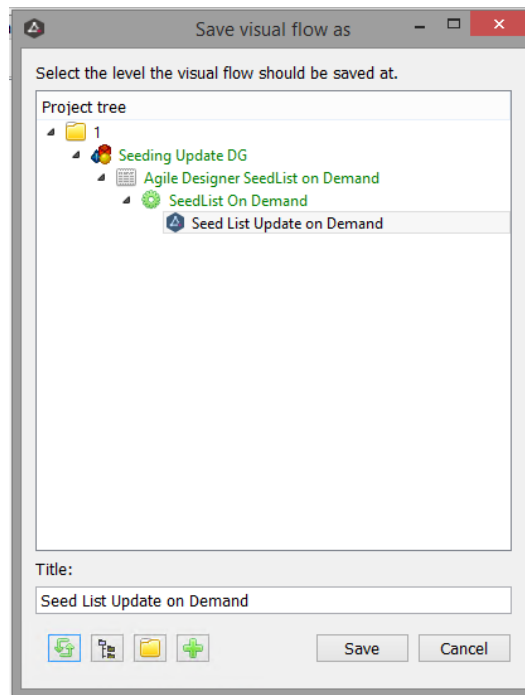 Save visual flow as
Select the level the visual flow should be saved at.
Project tree
1
Seeding Update DG
Agile Designer SeedList on Demand
SeedList On Demand
Seed List Update on Demand
Title:
Seed List Update on Demand
Save Cancel